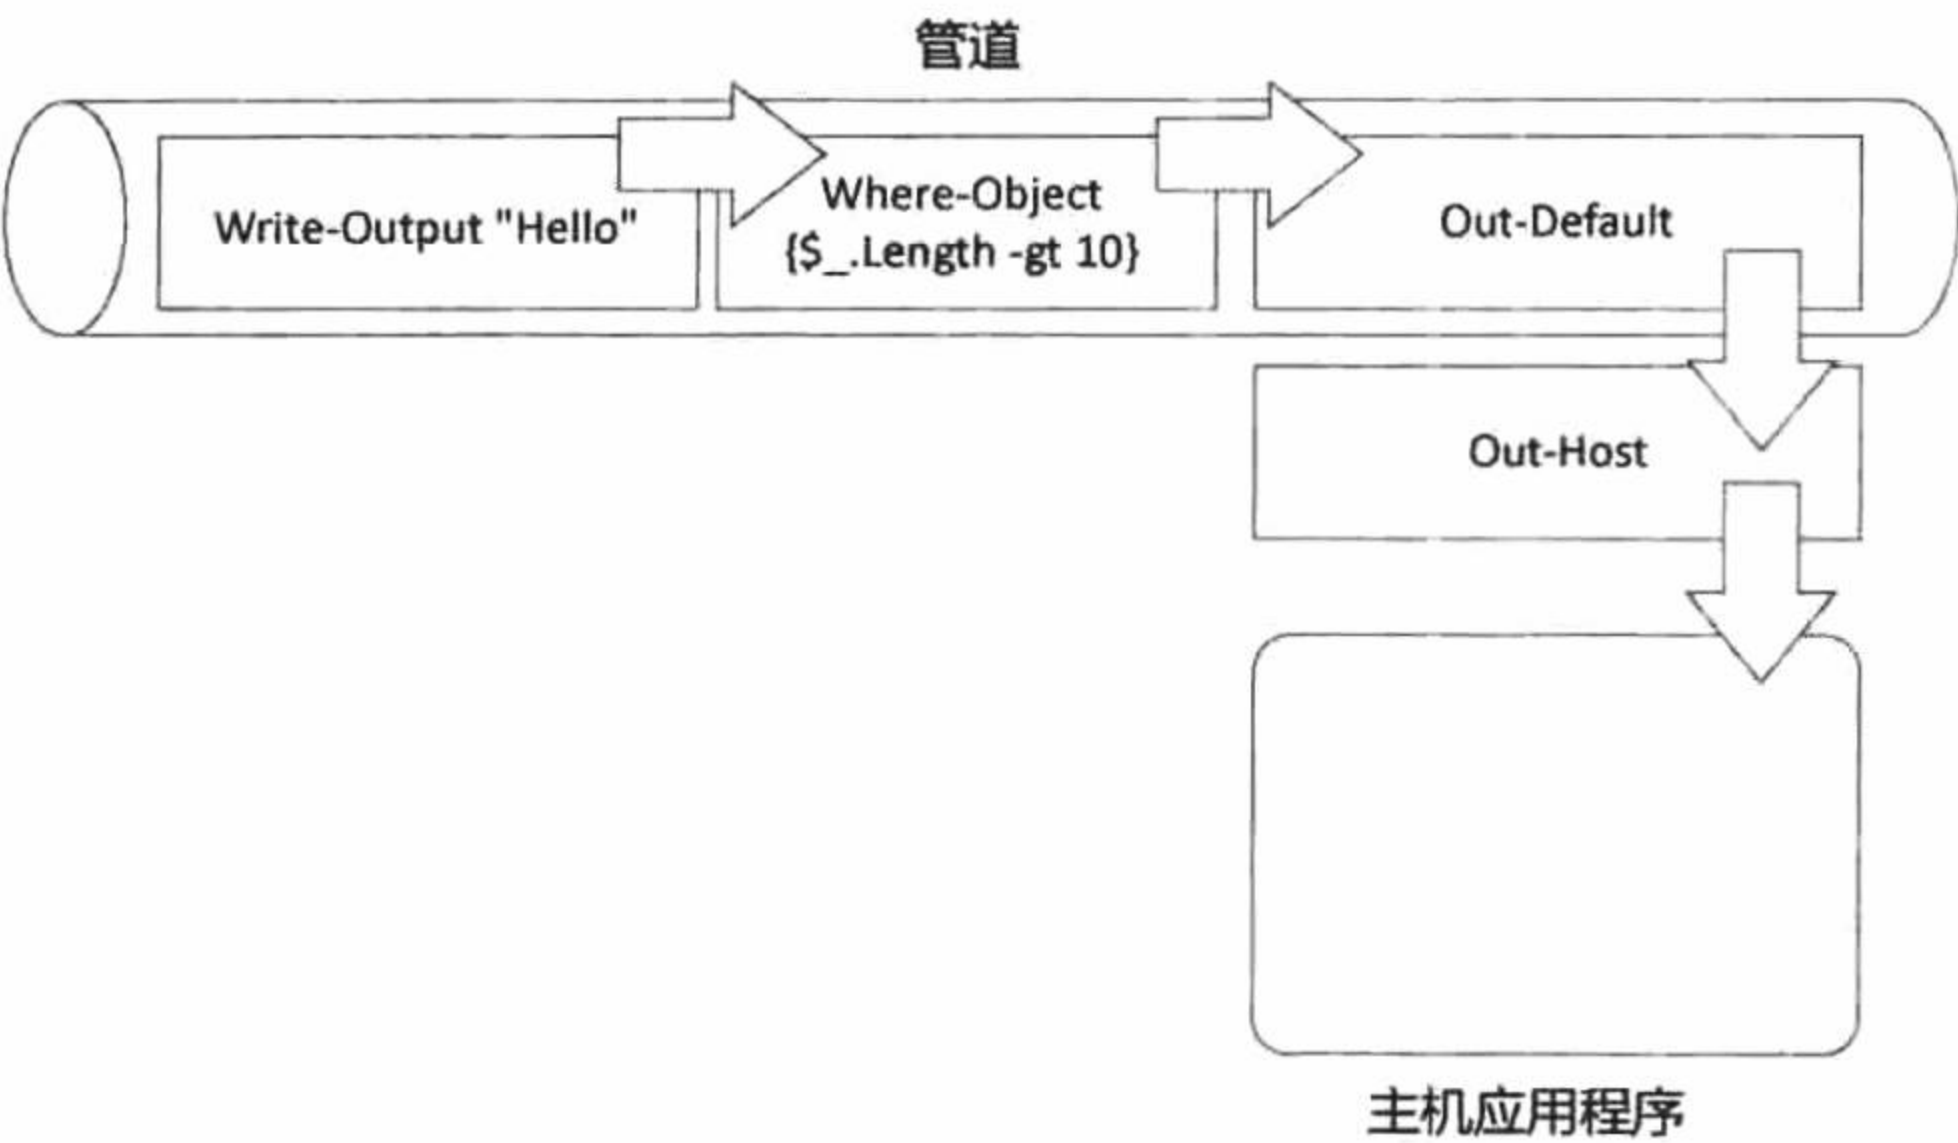 管道
Write-Output "Hello"
Where-Object
{$_.Length -gt 10}
Out-Default
Out-Host
主机应用程序